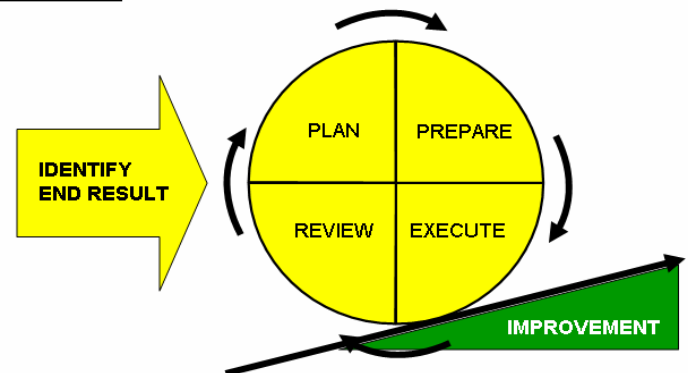 PLAN
PREPARE
IDENTIFY
END RESULT
REVIEW
EXECUTE
IMPROVEMENT